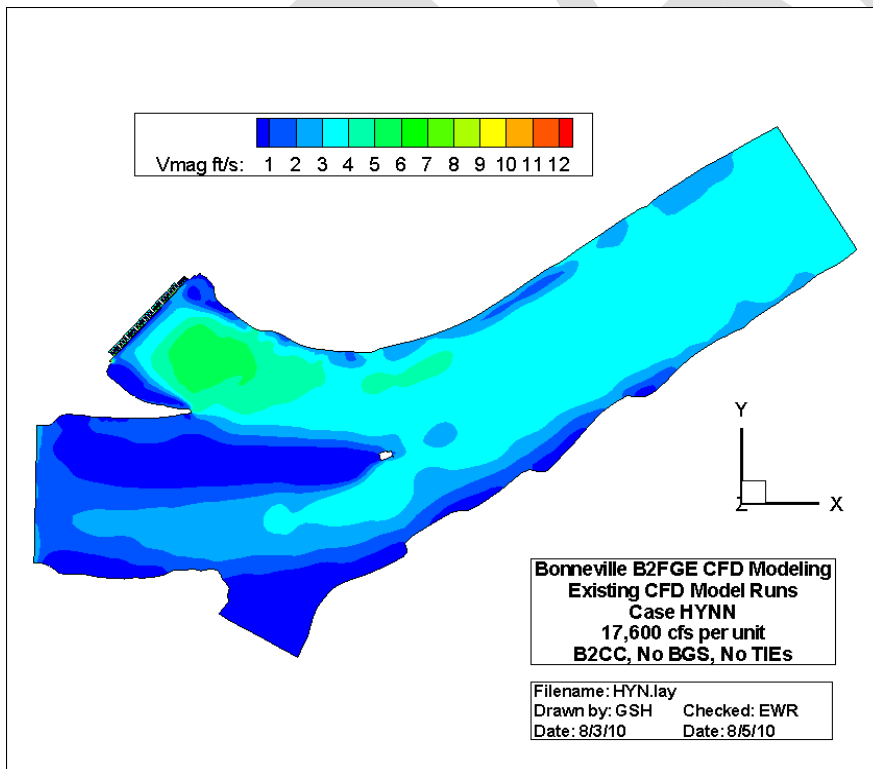 Vmag ft/s: 1 2 3 4 5 6 7 8 9 10 11 12
Y
Z X
Bonneville B2FGE CFD Modeling
Existing CFD Model Runs
Case HYNN
17,600 cfs per unit
B2CC, No BGS, No TIEs
Filename: HYN.lay
Drawn by: GSH Checked: EWR
Date: 8/3/10 Date: 8/5/10